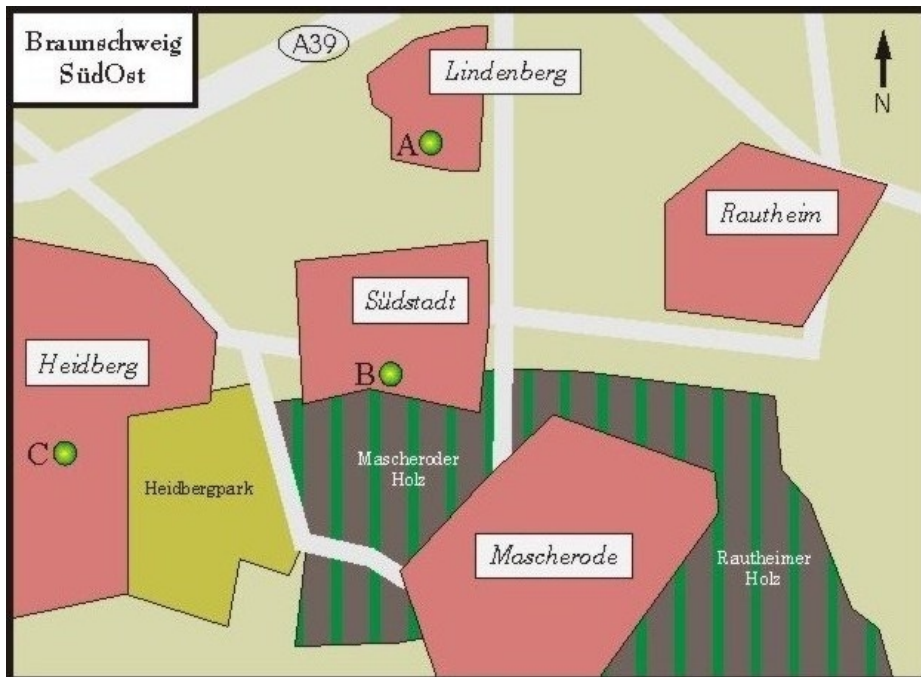 Braunschweig
SüdOst
A39
Lindenberg
N
A
Rautheim
Südstadt
Heidberg
B
C
Mascheroder
Holz
Heidbergpark
Mascherode
Rautheimer
Holz